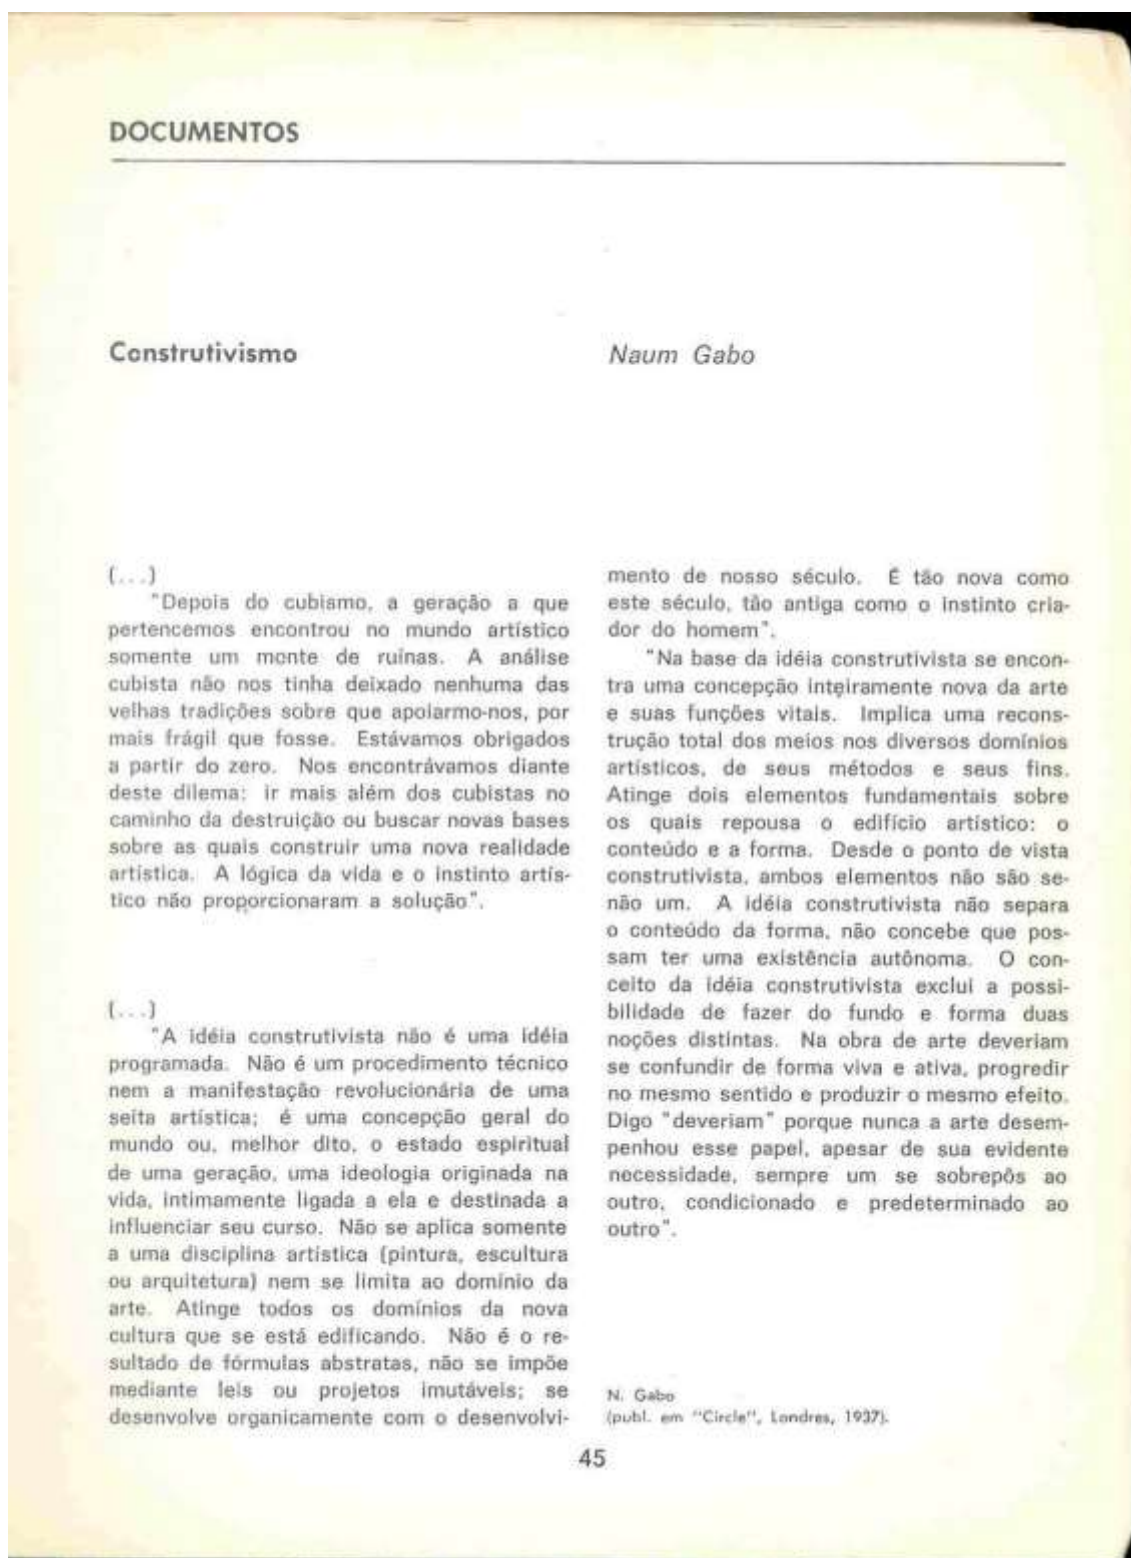 DOCUMENTOS
Construtivismo
Naum Gabo
(...)
"Depois do cubismo, a geração a que
pertencemos encontrou no mundo artístico
somente um monte de ruínas. A análise
cubista não nos tinha deixado nenhuma das
velhas tradições sobre que apoiarmo-nos, por
mais frágil que fosse. Estávamos obrigados
a partir do zero. Nos encontrávamos diante
deste dilema: ir mais além dos cubistas no
caminho da destruição ou buscar novas bases
sobre as quais construir uma nova realidade
artística. A lógica da vida e o instinto artís-
tico não proporcionaram a solução".
(...)
"A idéia construtivista não é uma idéia
programada. Não é um procedimento técnico
nem a manifestação revolucionária de uma
seita artística; é uma concepção geral do
mundo ou, melhor dito, o estado espiritual
de uma geração, uma ideologia originada na
vida, intimamente ligada a ela e destinada a
influenciar seu curso. Não se aplica somente
a uma disciplina artística (pintura, escultura
ou arquitetura) nem se limita ao domínio da
arte. Atinge todos os domínios da nova
cultura que se está edificando. Não é o re-
sultado de fórmulas abstratas, não se impõe
mediante leis ou projetos imutáveis; se
desenvolve organicamente com o desenvolvi-
mento de nosso século. É tão nova como
este século, tão antiga como o instinto cria-
dor do homem".
"Na base da idéia construtivista se encon-
tra uma concepção inteiramente nova da arte
e suas funções vitais. Implica uma recons-
trução total dos meios nos diversos domínios
artísticos, de seus métodos e seus fins.
Atinge dois elementos fundamentais sobre
os quais repousa o edifício artístico: o
conteúdo e a forma. Desde o ponto de vista
construtivista, ambos elementos não são se-
não um. A idéia construtivista não separa
o conteúdo da forma, não concebe que pos-
sam ter uma existência autônoma. O con-
ceito da idéia construtivista exclui a possi-
bilidade de fazer do fundo e forma duas
noções distintas. Na obra de arte deveriam
se confundir de forma viva e ativa, progredir
no mesmo sentido e produzir o mesmo efeito.
Digo "deveriam" porque nunca a arte desem-
penhou esse papel, apesar de sua evidente
necessidade, sempre um se sobrepôs ao
outro, condicionado e predeterminado ao
outro".
N. Gabo
(publ. em "Circle", Londres, 1937).
45